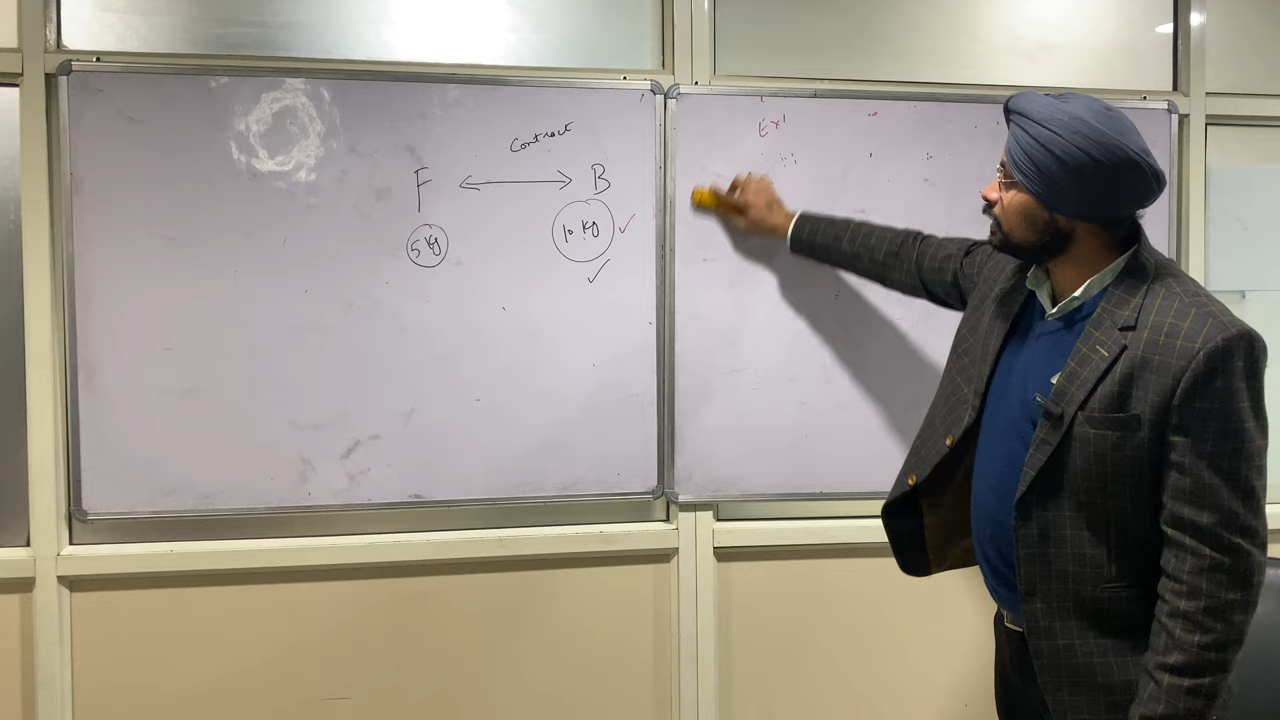 Contract
F ⟷ B
5 Kg 10 Kg ✓
✓
Ex